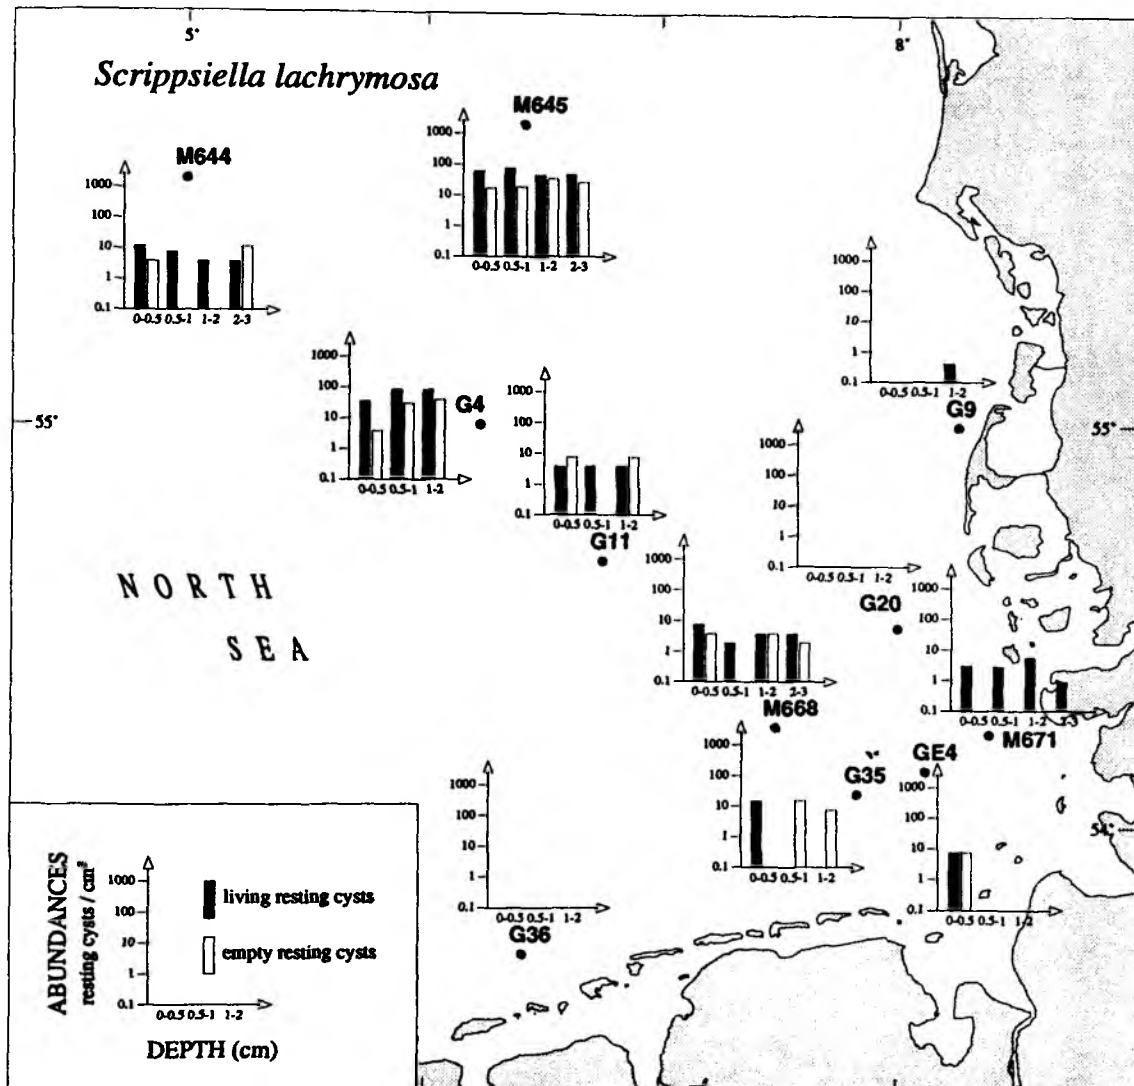 5°
8°
Scrippsiella lachrymosa
M645
1000
100
10
1
0.1
0-0.5 0.5-1 1-2 2-3
M644
1000
100
10
1
0.1
0-0.5 0.5-1 1-2 2-3
1000
100
10
1
0.1
0-0.5 0.5-1 1-2
G9
55°
55°
G4
1000
100
10
1
0.1
0-0.5 0.5-1 1-2
1000
100
10
1
0.1
0-0.5 0.5-1 1-2
G11
1000
100
10
1
0.1
0-0.5 0.5-1 1-2
G20
NORTH
SEA
1000
100
10
1
0.1
0-0.5 0.5-1 1-2 2-3
M668
1000
100
10
1
0.1
0-0.5 0.5-1 1-2 2-3
M671
1000
100
10
1
0.1
0-0.5 0.5-1 1-2
G35
GE4
1000
100
10
1
0.1
0-0.5 0.5-1 1-2
54°
1000
100
10
1
0.1
0-0.5 0.5-1 1-2
G36
ABUNDANCES
resting cysts / cm²
1000
100
10
1
0.1
living resting cysts
empty resting cysts
0-0.5 0.5-1 1-2
DEPTH (cm)